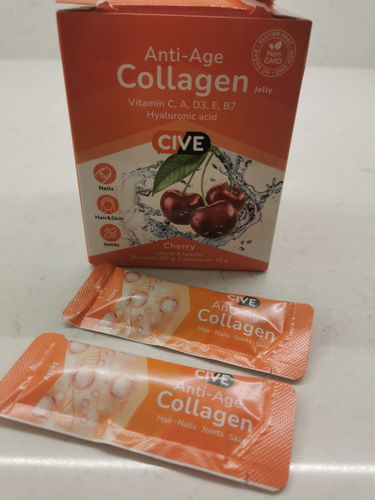 Anti-Age
Collagen Jelly
Vitamin C, A, D3, E, B7
Hyaluronic acid
Non
GMO
CIVE
Nails
Hair&Skin
Joints
Cherry
CIVE
Anti-Age
Collagen
Hair · Nails · Joints
CIVE
Anti-Age
Collagen
Hair · Nails · Joints · Skin